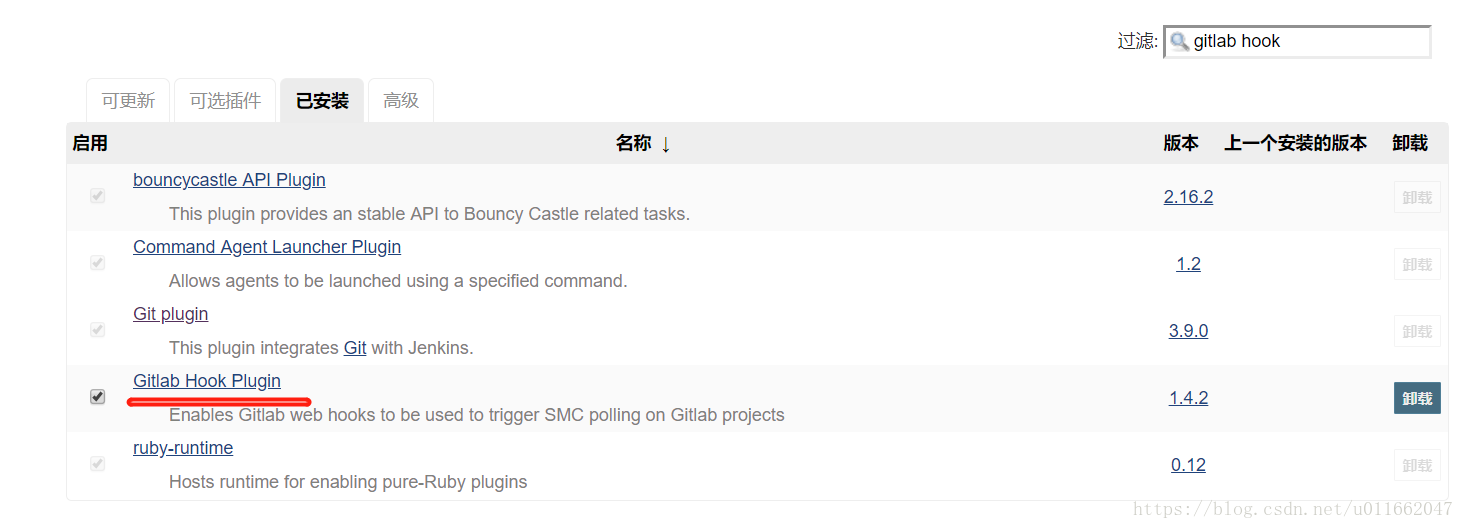 过滤: gitlab hook
可更新 可选插件 已安装 高级
启用 名称 ↓ 版本 上一个安装的版本 卸载
bouncycastle API Plugin
This plugin provides an stable API to Bouncy Castle related tasks.
2.16.2 卸载
Command Agent Launcher Plugin
Allows agents to be launched using a specified command.
1.2 卸载
Git plugin
This plugin integrates Git with Jenkins.
3.9.0 卸载
Gitlab Hook Plugin
Enables Gitlab web hooks to be used to trigger SMC polling on Gitlab projects
1.4.2 卸载
ruby-runtime
Hosts runtime for enabling pure-Ruby plugins
0.12 卸载
https://blog.csdn.net/u011662047